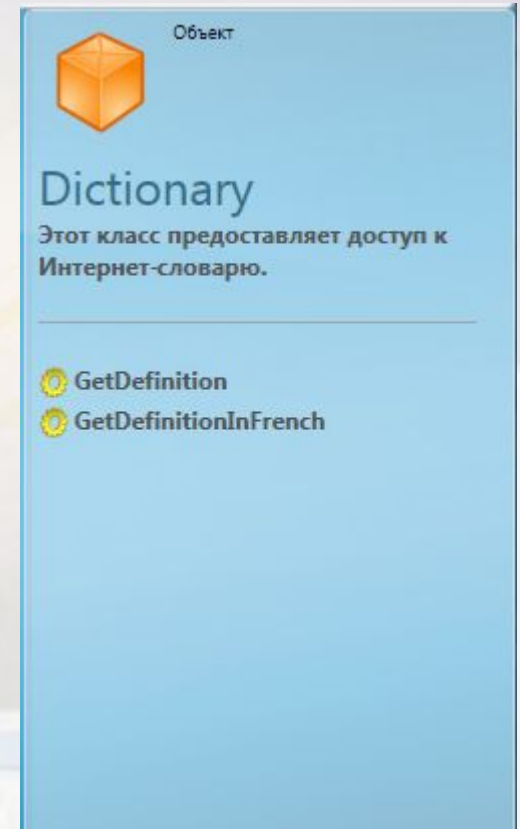 Объект
Dictionary
Этот класс предоставляет доступ к
Интернет-словарю.
GetDefinition
GetDefinitionInFrench